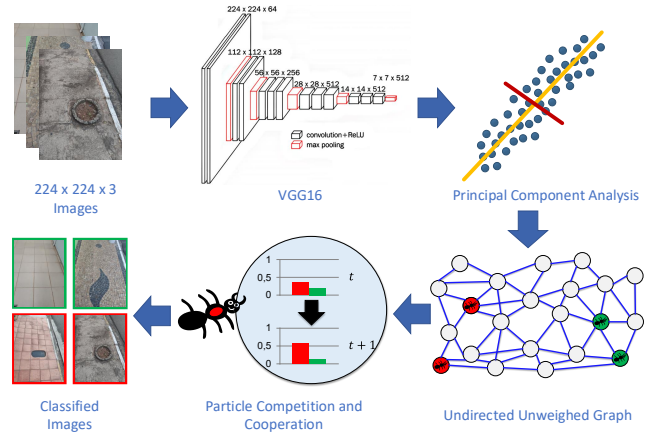 224 x 224 x 64
112 x 112 x 128
56 x 56 x 256
28 x 28 x 512
14 x 14 x 512
7 x 7 x 512
convolution+ReLU
max pooling
224 x 224 x 3
Images
VGG16
Principal Component Analysis
1
0,5
0
t
1
0,5
0
t + 1
Classified
Images
Particle Competition and
Cooperation
Undirected Unweighed Graph